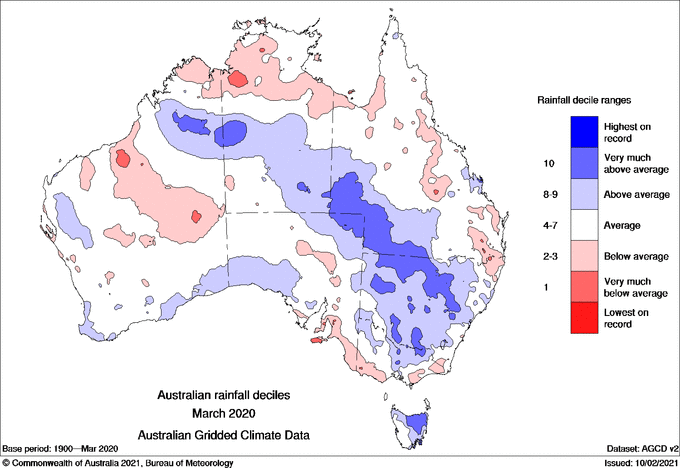 Rainfall decile ranges
Highest on
record
10
Very much
above average
8-9
Above average
4-7
Average
2-3
Below average
1
Very much
below average
Lowest on
record
Australian rainfall deciles
March 2020
Australian Gridded Climate Data
Base period: 1900—Mar 2020
Dataset: AGCD v2
© Commonwealth of Australia 2021, Bureau of Meteorology
Issued: 10/02/2021